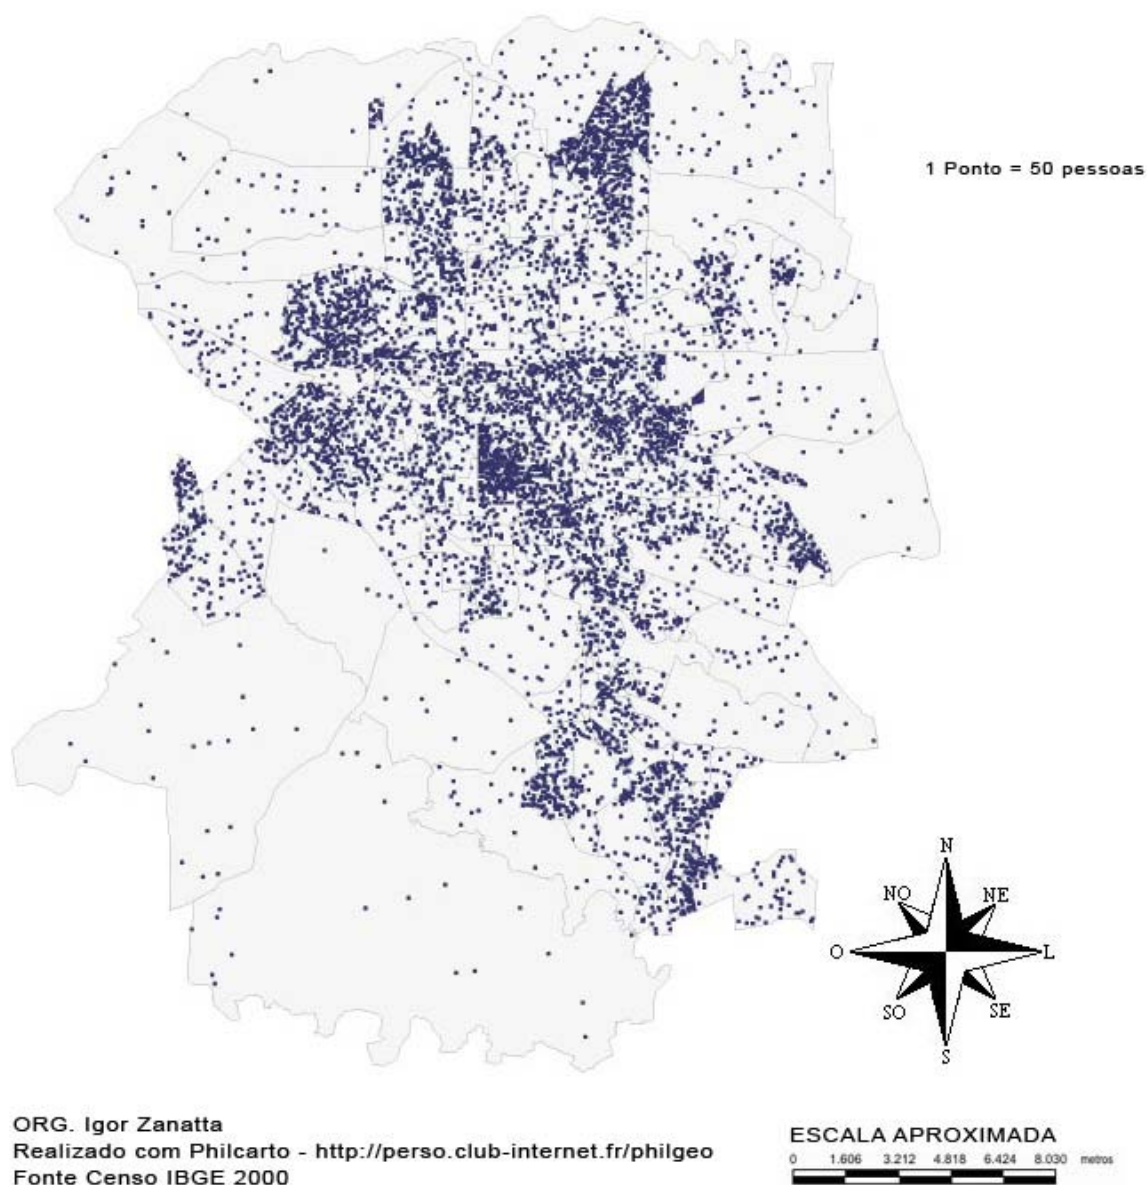 1 Ponto = 50 pessoas
N
NO NE
O L
SO SE
S
ORG. Igor Zanatta
Realizado com Philcarto - http://perso.club-internet.fr/philgeo
Fonte Censo IBGE 2000
ESCALA APROXIMADA
0 1.606 3.212 4.818 6.424 8.030 metros